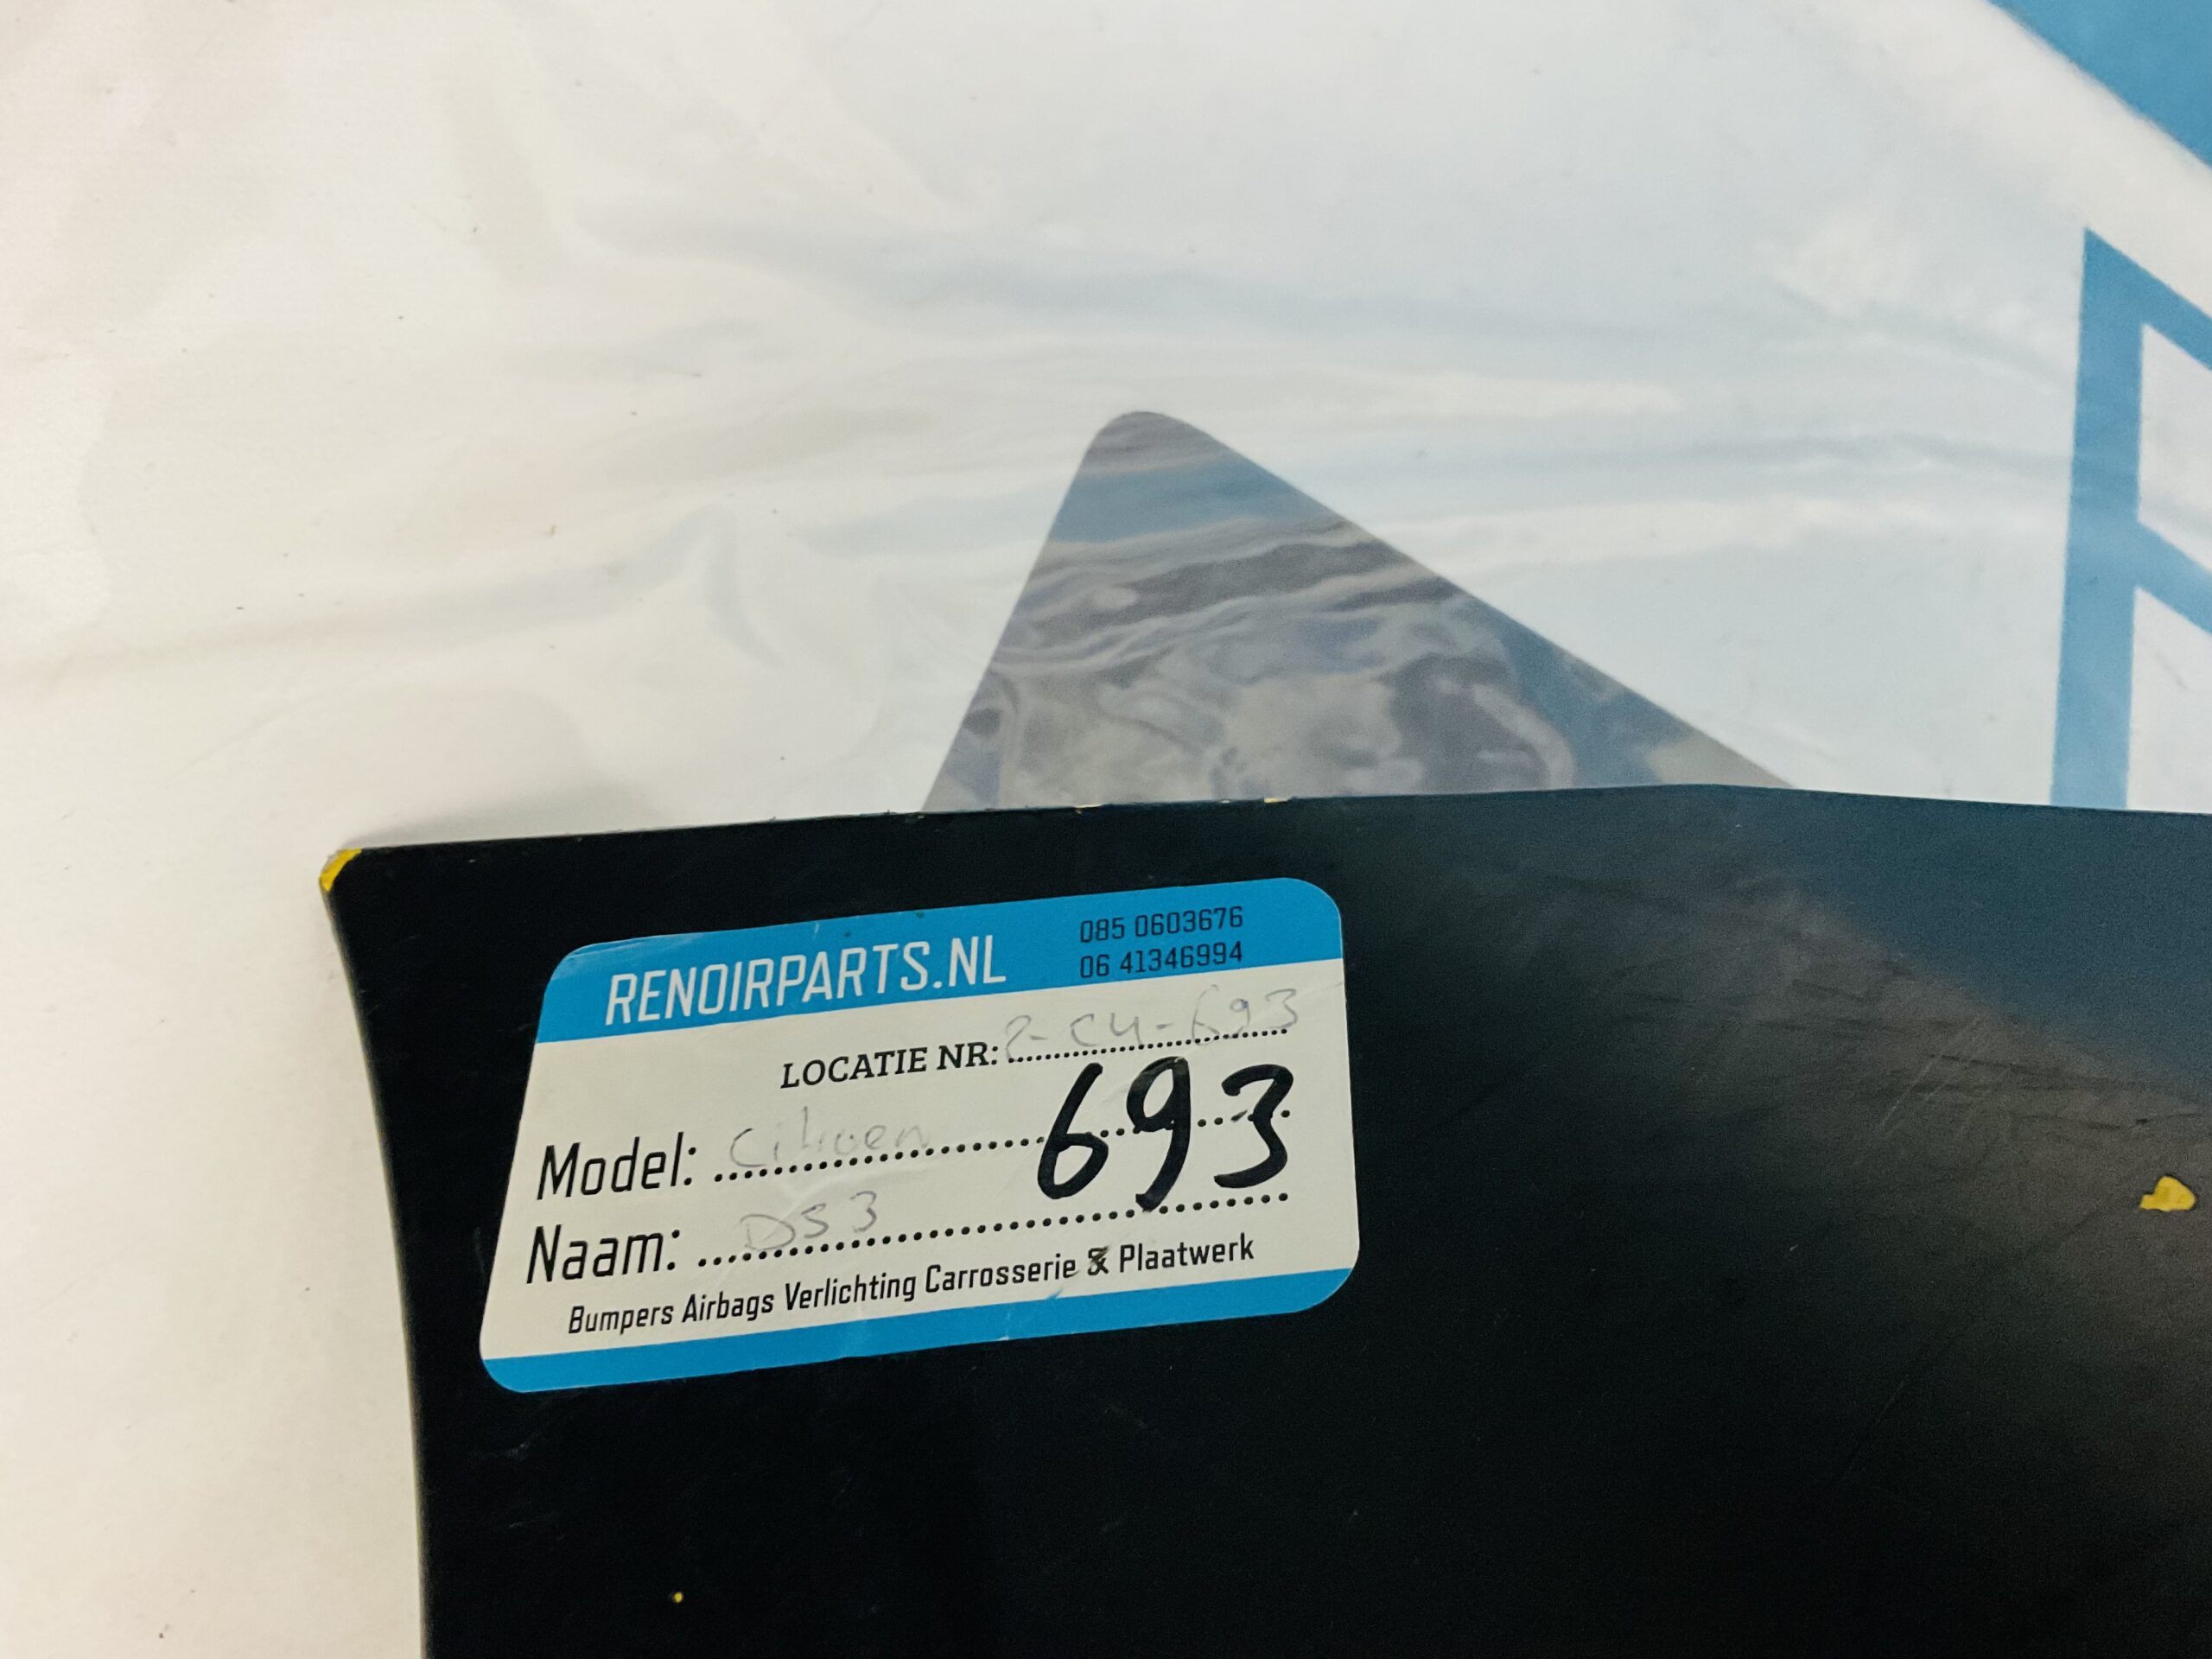 RENOIRPARTS.NL
085 0603676
06 41346994
LOCATIE NR: 2-C4-693
693
Model: Citroen
Naam: DS3
Bumpers Airbags Verlichting Carrosserie & Plaatwerk